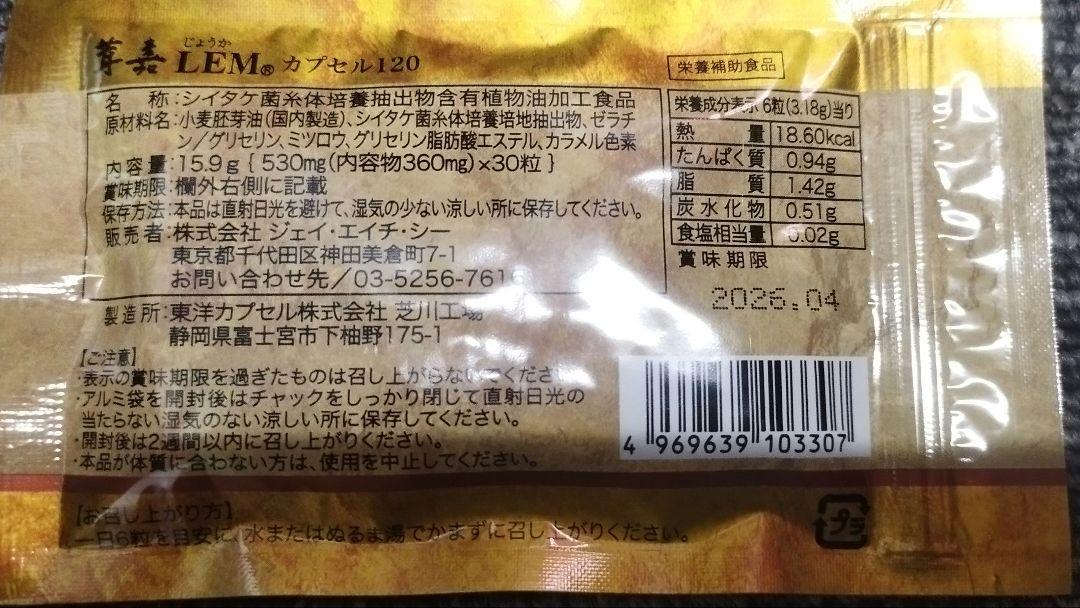 じょうか
茸嘉 LEM® カプセル120
栄養補助食品
名 称:シイタケ菌糸体培養抽出物含有植物油加工食品
原材料名:小麦胚芽油(国内製造)、シイタケ菌糸体培養培地抽出物、ゼラチ
ン/グリセリン、ミツロウ、グリセリン脂肪酸エステル、カラメル色素
内容量:15.9g{530mg(内容物360mg)×30粒}
賞味期限:欄外右側に記載
保存方法:本品は直射日光を避けて、湿気の少ない涼しい所に保存してください。
販売者:株式会社 ジェイ・エイチ・シー
東京都千代田区神田美倉町7-1
お問い合わせ先/03-5256-761
製造所:東洋カプセル株式会社 芝川工場
静岡県富士宮市下柚野175-1
【ご注意】
・表示の賞味期限を過ぎたものは召し上がらないでくださ
・アルミ袋を開封後はチャックをしっかり閉じて直射日光の
当たらない湿気のない涼しい所に保存してください。
・開封後は2週間以内に召し上がりください。
・本品が体質に合わない方は、使用を中止してください。
【お召し上がり方】
一日6粒を目安に、水またはぬるま湯でかまずに召し上がりください。
栄養成分表示 6粒(3.18g)当り
熱量 18.60kcal
たんぱく質 0.94g
脂質 1.42g
炭水化物 0.51g
食塩相当量 0.02g
賞味期限
2026.04
4 969639 103307
プラ